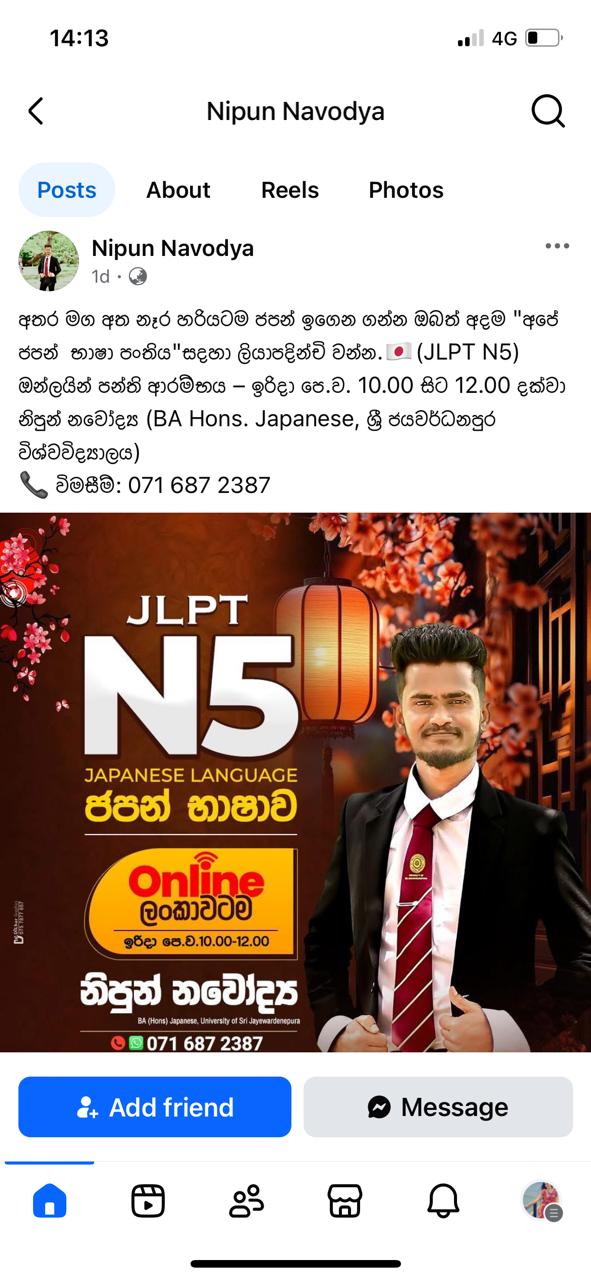 14:13
4G
Nipun Navodya
Posts
About
Reels
Photos
Nipun Navodya
1d ·
අතර මග අත නෑර හරියටම ජපන් ඉගෙන ගන්න ඔබත් අදම "අපේ
ජපන් භාෂා පංතිය"සදහා ලියාපදින්චි වන්න.🇯🇵(JLPT N5)
ඔන්ලයින් පන්ති ආරම්භය – ඉරිදා පෙ.ව. 10.00 සිට 12.00 දක්වා
නිපුන් නවෝද්‍ය (BA Hons. Japanese, ශ්‍රී ජයවර්ධනපුර
විශ්වවිද්‍යාලය)
📞 විමසීම්: 071 687 2387
JLPT
N5
JAPANESE LANGUAGE
ජපන් භාෂාව
Online
ලංකාවටම
ඉරිදා පෙ.ව.10.00-12.00
නිපුන් නවෝද්‍ය
BA (Hons) Japanese, University of Sri Jayewardenepura
071 687 2387
Add friend
Message